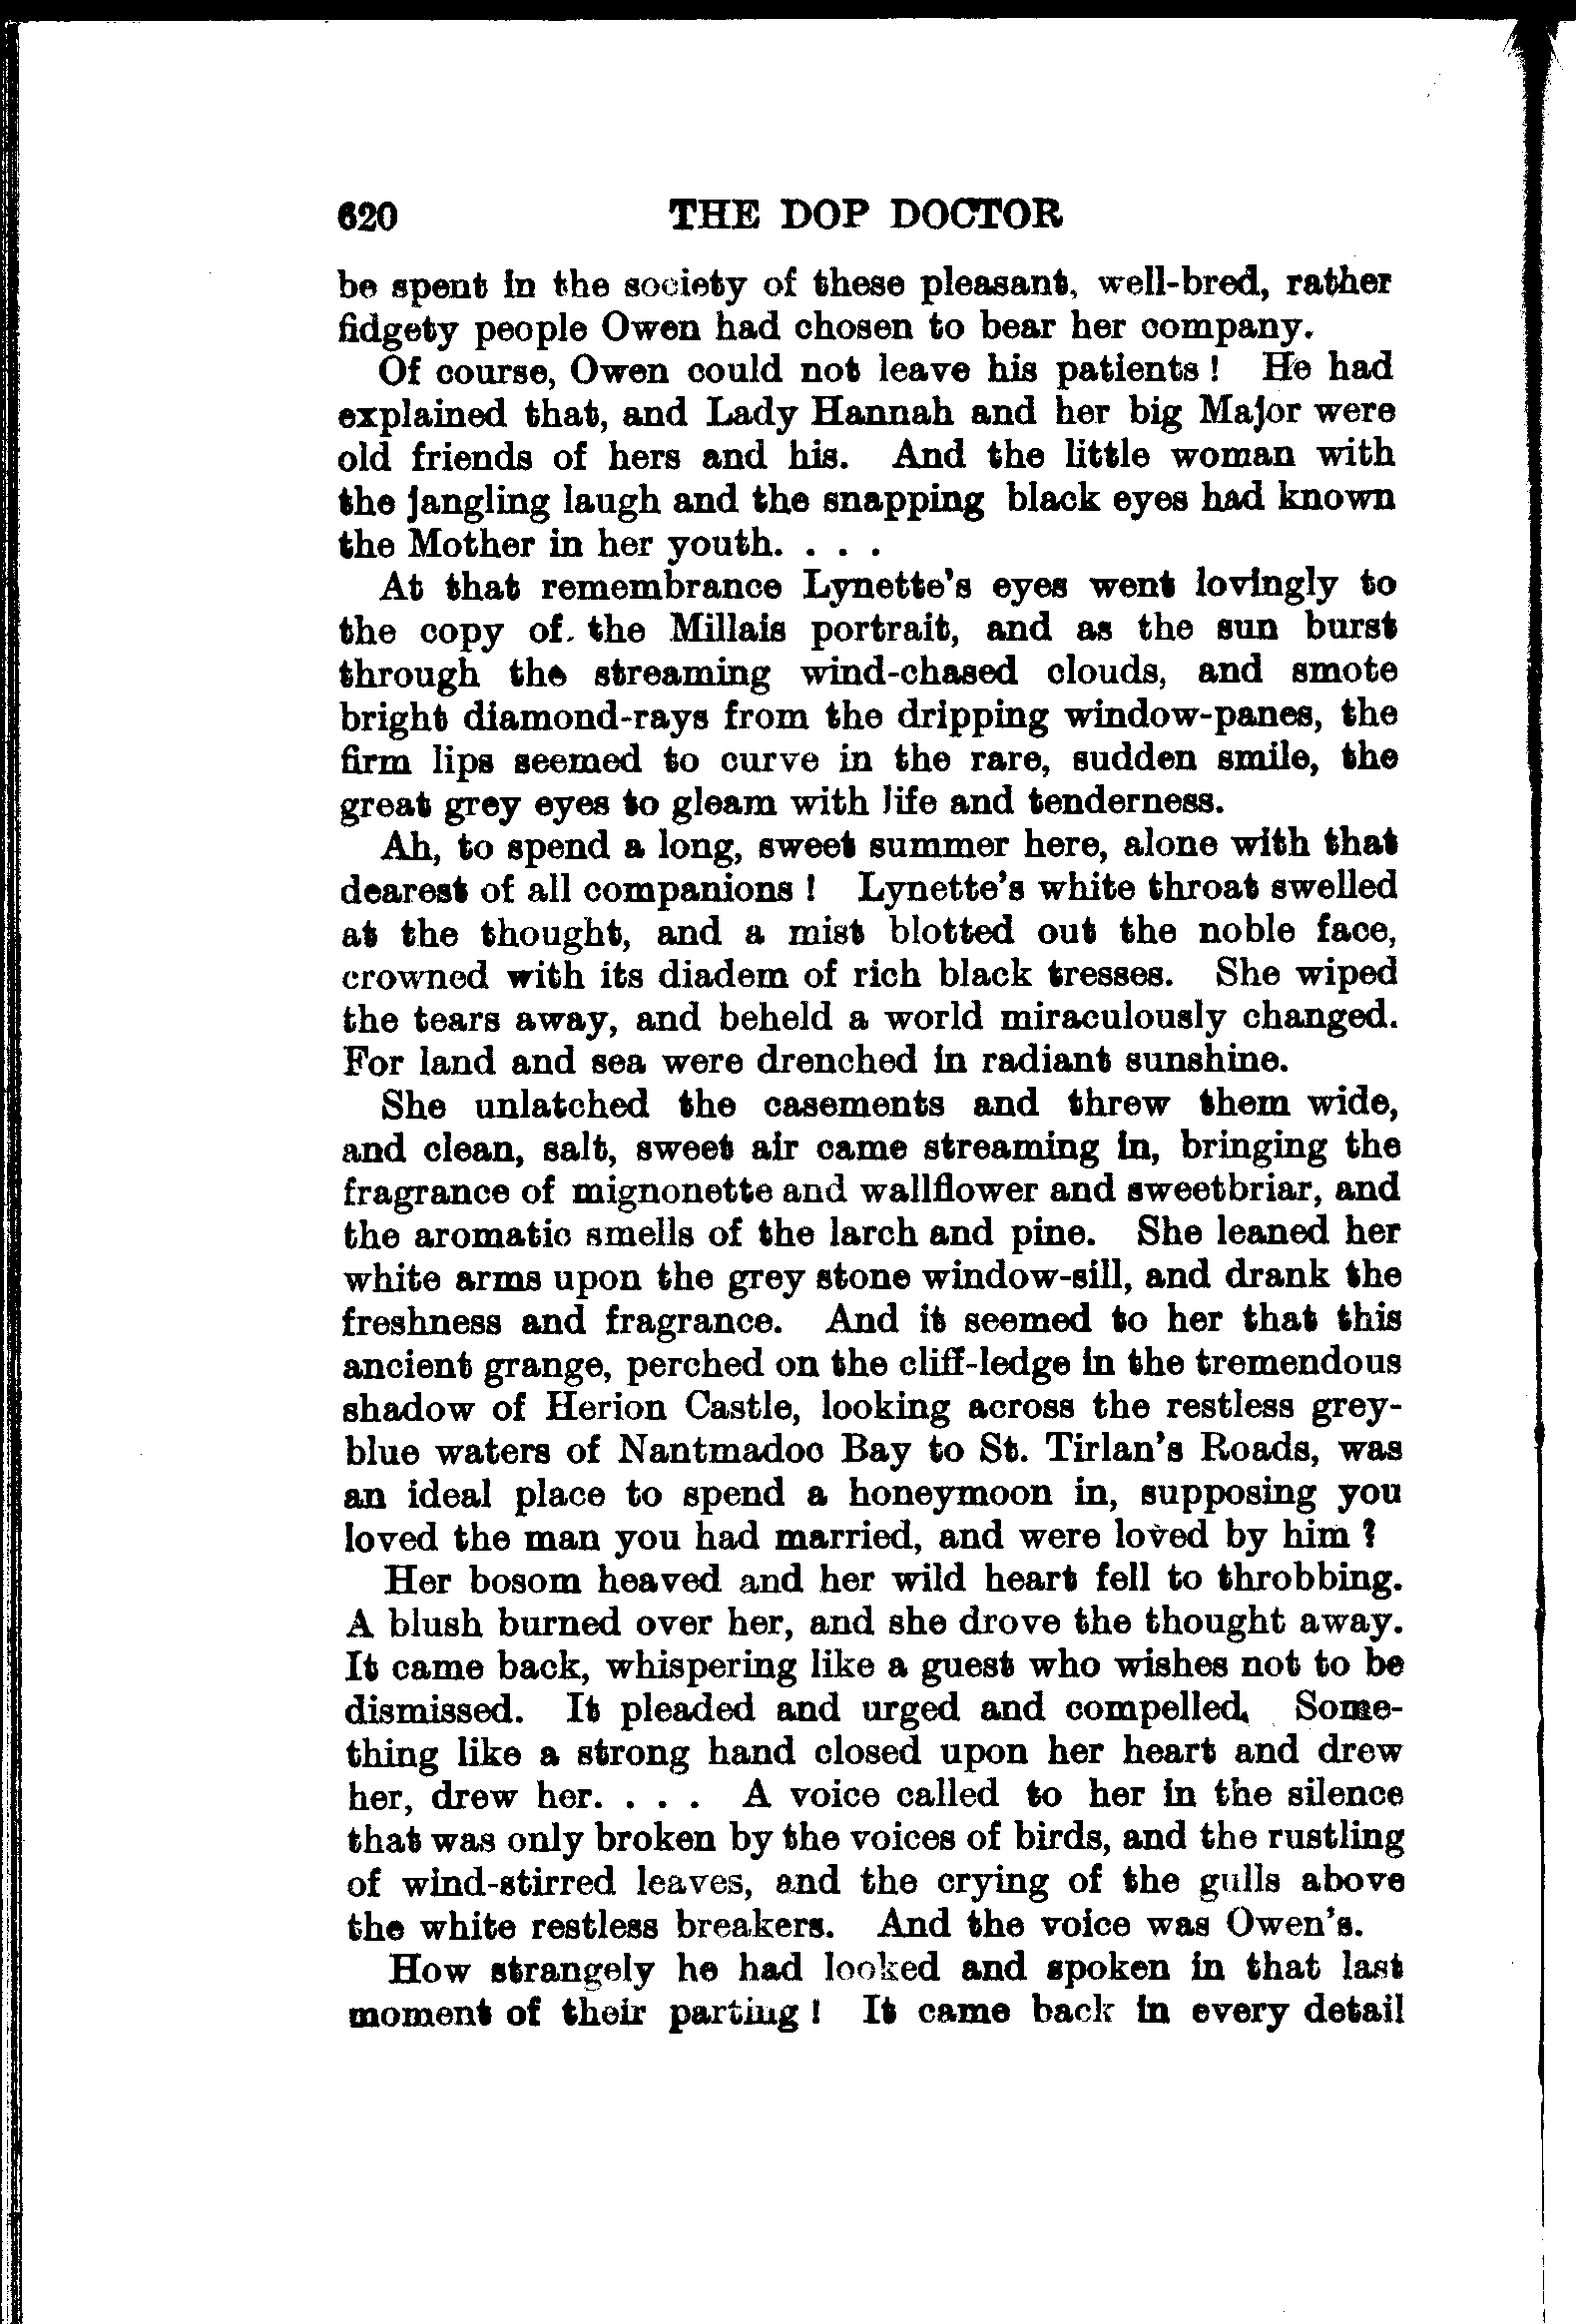 620 THE DOP DOCTOR
be spent in the society of these pleasant, well-bred, rather
fidgety people Owen had chosen to bear her company.
Of course, Owen could not leave his patients! He had
explained that, and Lady Hannah and her big Major were
old friends of hers and his. And the little woman with
the jangling laugh and the snapping black eyes had known
the Mother in her youth. . . .
At that remembrance Lynette's eyes went lovingly to
the copy of. the Millais portrait, and as the sun burst
through the streaming wind-chased clouds, and smote
bright diamond-rays from the dripping window-panes, the
firm lips seemed to curve in the rare, sudden smile, the
great grey eyes to gleam with life and tenderness.
Ah, to spend a long, sweet summer here, alone with that
dearest of all companions! Lynette's white throat swelled
at the thought, and a mist blotted out the noble face,
crowned with its diadem of rich black tresses. She wiped
the tears away, and beheld a world miraculously changed.
For land and sea were drenched in radiant sunshine.
She unlatched the casements and threw them wide,
and clean, salt, sweet air came streaming in, bringing the
fragrance of mignonette and wallflower and sweetbriar, and
the aromatic smells of the larch and pine. She leaned her
white arms upon the grey stone window-sill, and drank the
freshness and fragrance. And it seemed to her that this
ancient grange, perched on the cliff-ledge in the tremendous
shadow of Herion Castle, looking across the restless grey-
blue waters of Nantmadoc Bay to St. Tirlan's Roads, was
an ideal place to spend a honeymoon in, supposing you
loved the man you had married, and were loved by him?
Her bosom heaved and her wild heart fell to throbbing.
A blush burned over her, and she drove the thought away.
It came back, whispering like a guest who wishes not to be
dismissed. It pleaded and urged and compelled. Some-
thing like a strong hand closed upon her heart and drew
her, drew her. . . . A voice called to her in the silence
that was only broken by the voices of birds, and the rustling
of wind-stirred leaves, and the crying of the gulls above
the white restless breakers. And the voice was Owen's.
How strangely he had looked and spoken in that last
moment of their parting! It came back in every detail